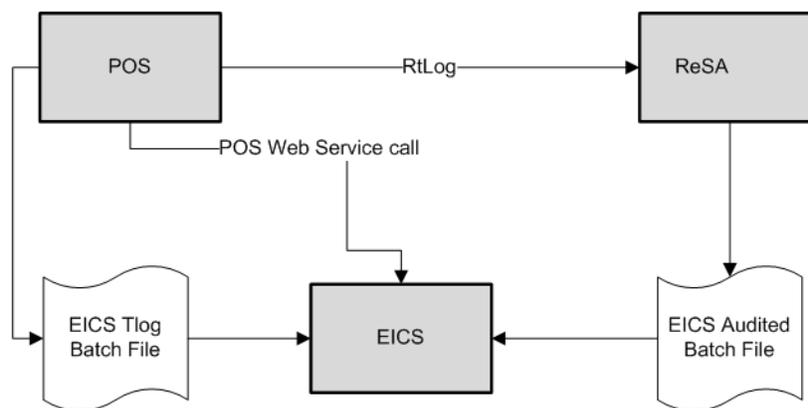 POS
RtLog
ReSA
POS Web Service call
EICS Tlog
Batch File
EICS
EICS Audited
Batch File